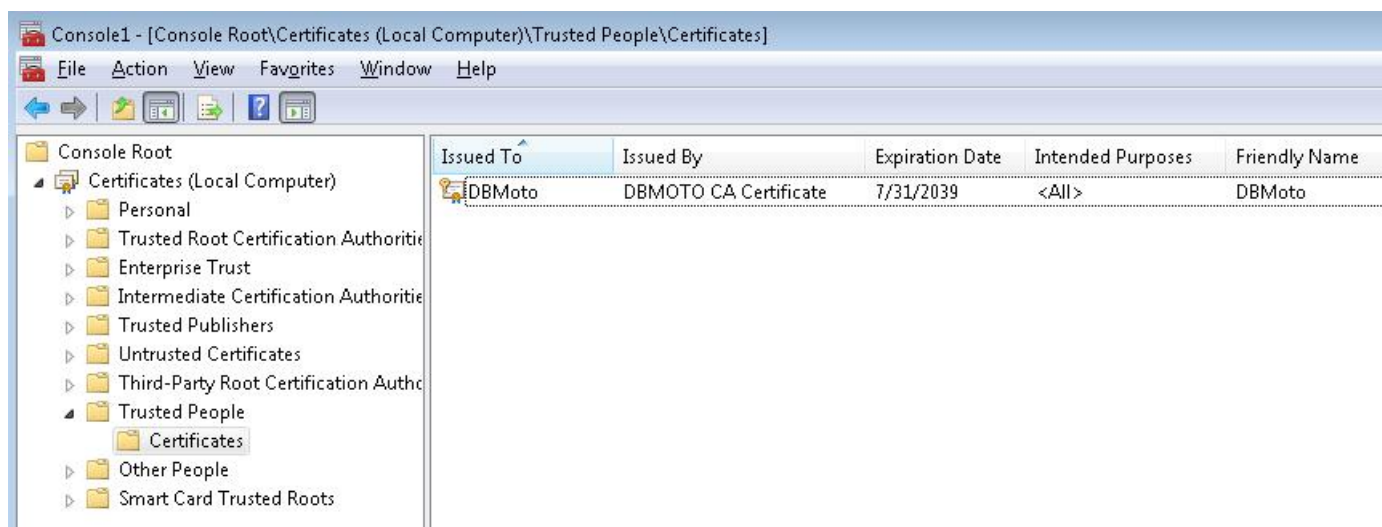 Console1 - [Console Root\Certificates (Local Computer)\Trusted People\Certificates]
File Action View Favorites Window Help
Console Root
Certificates (Local Computer)
Personal
Trusted Root Certification Authoritie
Enterprise Trust
Intermediate Certification Authoritie
Trusted Publishers
Untrusted Certificates
Third-Party Root Certification Autho
Trusted People
Certificates
Other People
Smart Card Trusted Roots
Issued To Issued By Expiration Date Intended Purposes Friendly Name
DBMoto DBMOTO CA Certificate 7/31/2039 <All> DBMoto